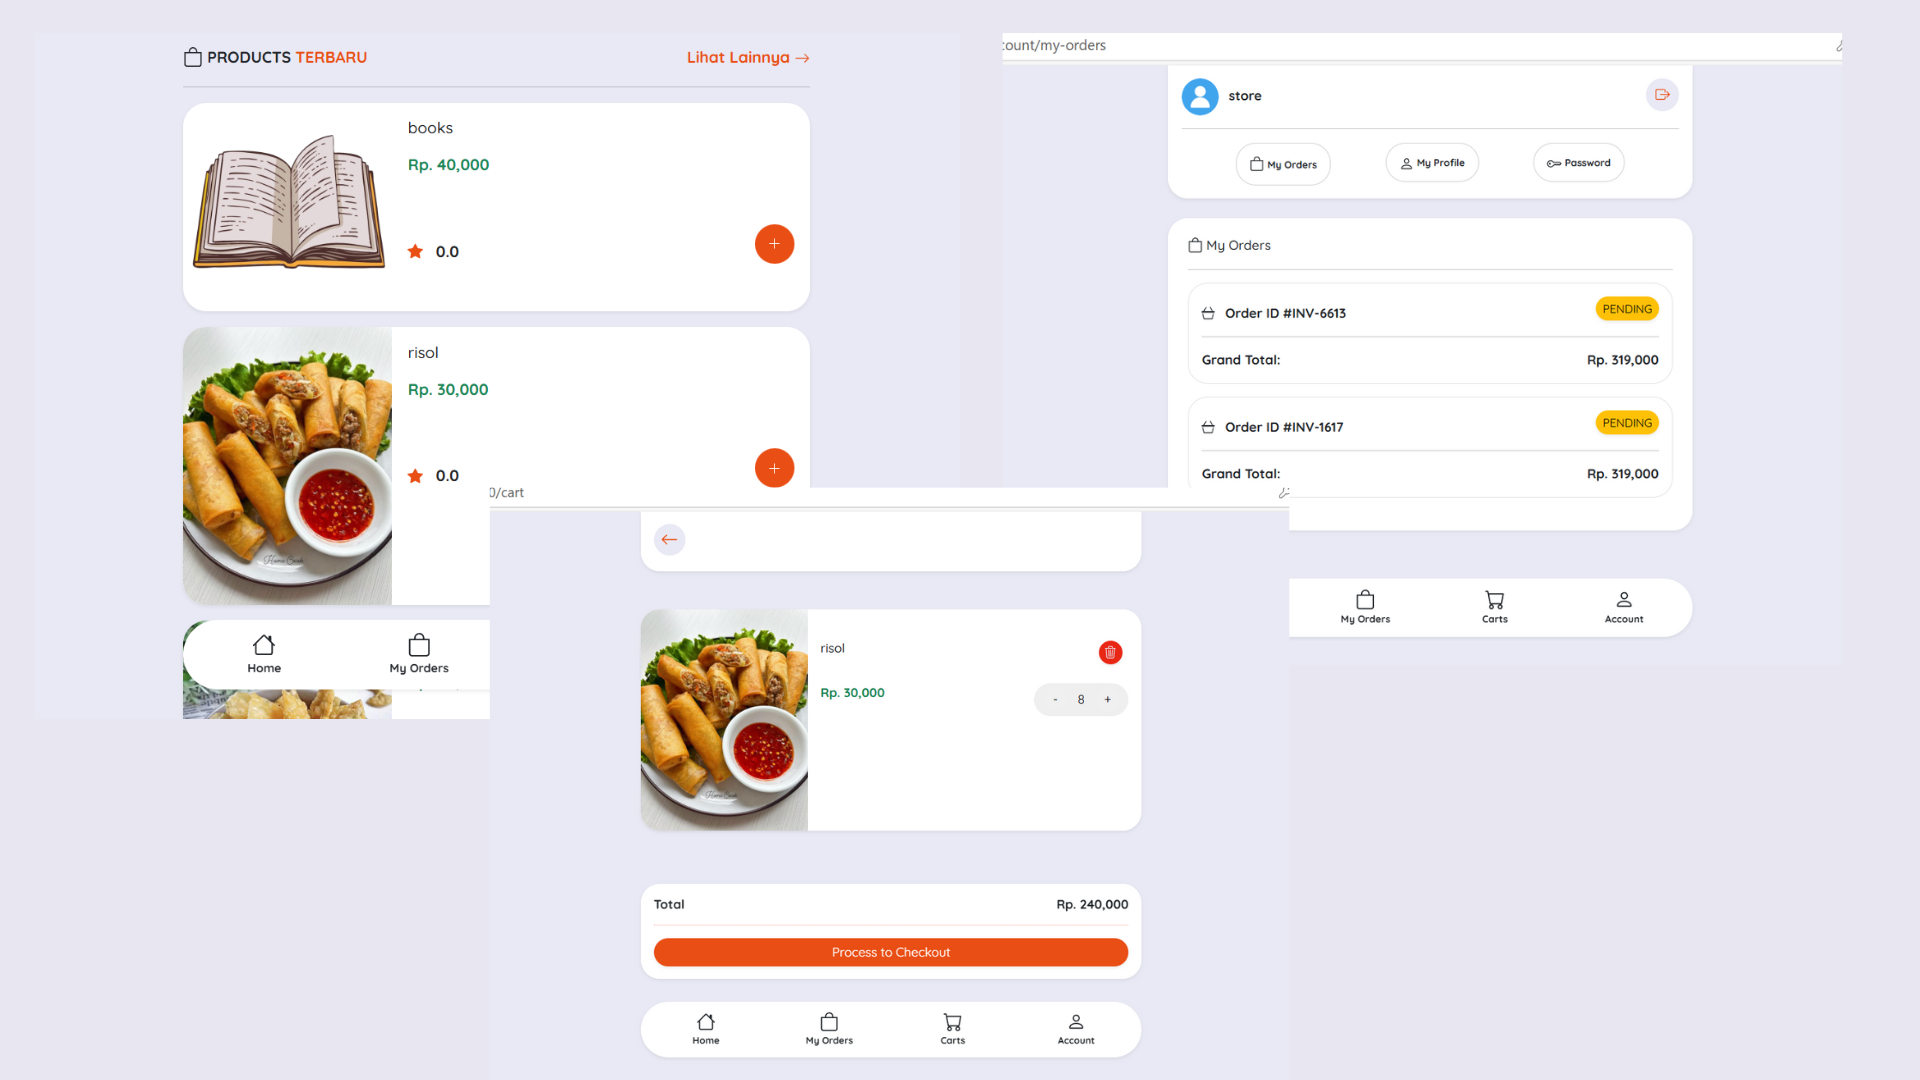 PRODUCTS TERBARU
Lihat Lainnya →
books
Rp. 40,000
0.0
risol
Rp. 30,000
0.0
Home
My Orders
count/my-orders
store
My Orders
My Profile
Password
My Orders
Order ID #INV-6613
PENDING
Grand Total:
Rp. 319,000
Order ID #INV-1617
PENDING
Grand Total:
Rp. 319,000
My Orders
Carts
Account
0/cart
risol
Rp. 30,000
- 8 +
Total
Rp. 240,000
Process to Checkout
Home
My Orders
Carts
Account